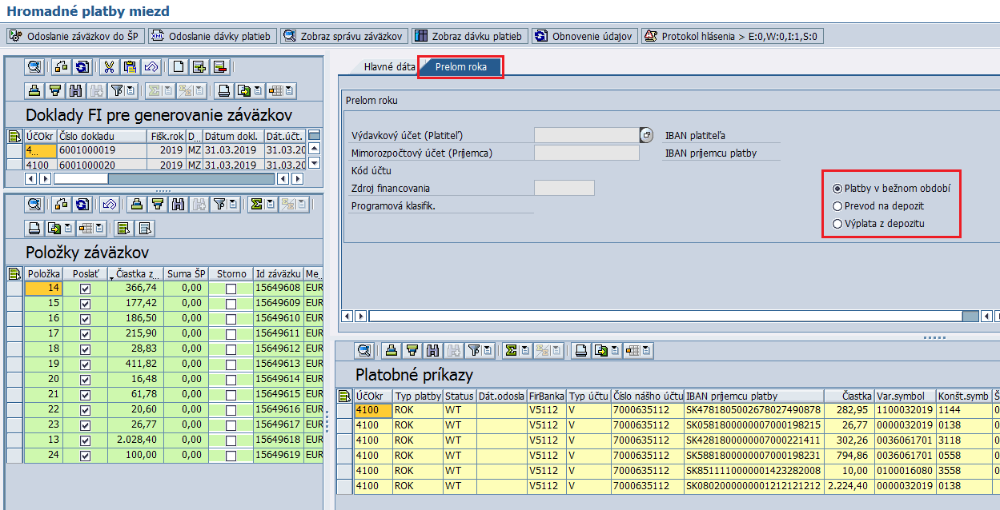 Hromadné platby miezd
Odoslanie záväzkov do ŠP Odoslanie dávky platieb Zobraz správu záväzkov Zobraz dávku platieb Obnovenie údajov Protokol hlásenia > E:0,W:0,I:1,S:0
Doklady FI pre generovanie záväzkov
ÚčOkr Číslo dokladu Fišk.rok D... Dátum dokl. Dát.účt.
4... 6001000019 2019 MZ 31.03.2019 31.03.20
4100 6001000020 2019 MZ 31.03.2019 31.03.20
Položky záväzkov
Položka Poslať Čiastka z... Suma ŠP Storno Id záväzku Me
14 366,74 0,00 15649608 EUR
15 177,42 0,00 15649609 EUR
16 186,50 0,00 15649610 EUR
17 215,90 0,00 15649611 EUR
18 28,83 0,00 15649612 EUR
19 411,82 0,00 15649613 EUR
20 16,48 0,00 15649614 EUR
21 61,78 0,00 15649615 EUR
22 20,60 0,00 15649616 EUR
23 26,77 0,00 15649617 EUR
13 2.028,40 0,00 15649618 EUR
24 100,00 0,00 15649619 EUR
Hlavné dáta Prelom roka
Prelom roku
Výdavkový účet (Platiteľ) IBAN platiteľa
Mimorozpočtový účet (Príjemca) IBAN príjemcu platby
Kód účtu
Zdroj financovania
Programová klasifik.
Platby v bežnom období
Prevod na depozit
Výplata z depozitu
Platobné príkazy
ÚčOkr Typ platby Status Dát.odosla FirBanka Typ účtu Číslo nášho účtu IBAN príjemcu platby Čiastka Var.symbol Konšt.symb Š
4100 ROK WT V5112 V 7000635112 SK4781805002678027490878 282,95 1100032019 1144 0
4100 ROK WT V5112 V 7000635112 SK0581800000007000198215 26,77 0000032019 0138 0
4100 ROK WT V5112 V 7000635112 SK4281800000007000221411 302,26 0036061701 3118 0
4100 ROK WT V5112 V 7000635112 SK5881800000007000198231 794,86 0036061701 0558 0
4100 ROK WT V5112 V 7000635112 SK8511110000001423282008 10,00 0100016080 3558 0
4100 ROK WT V5112 V 7000635112 SK0802000000001212121212 2.224,40 0000032019 0138